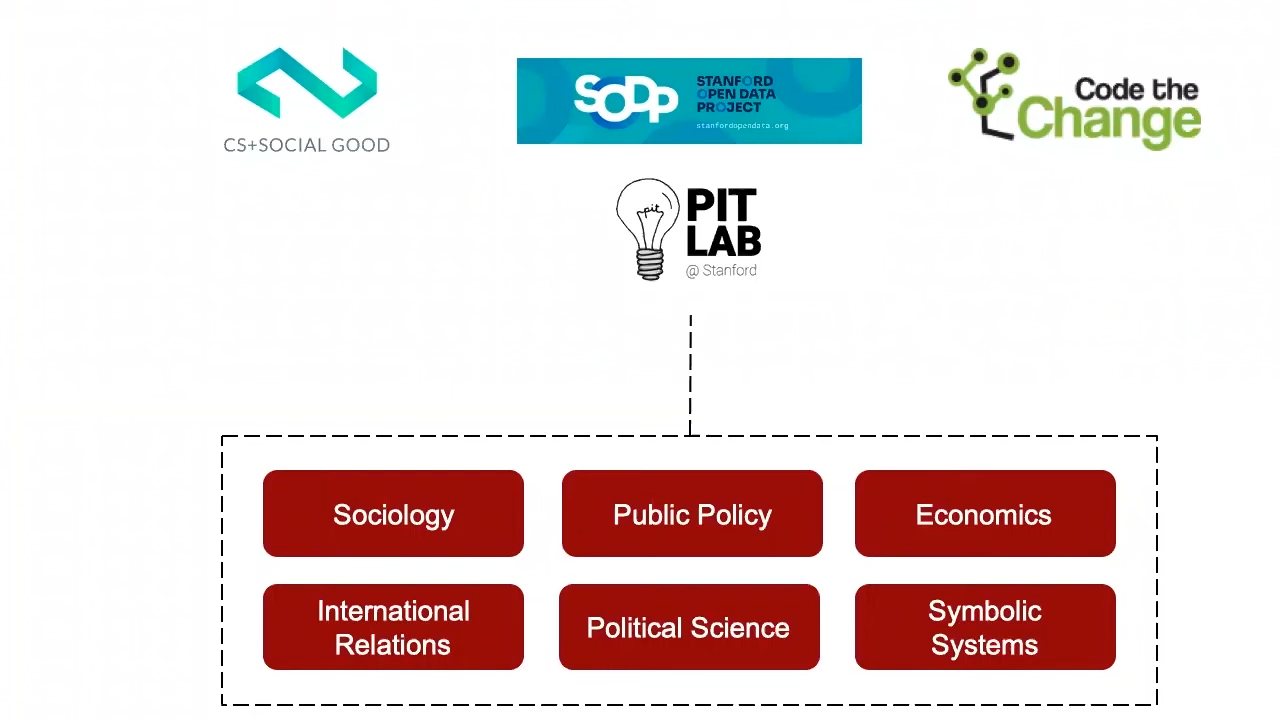 CS+SOCIAL GOOD
SODP
STANFORD
OPEN DATA
PROJECT
stanfordopendata.org
Code the
Change
pit
PIT
LAB
@ Stanford
Sociology
Public Policy
Economics
International
Relations
Political Science
Symbolic
Systems